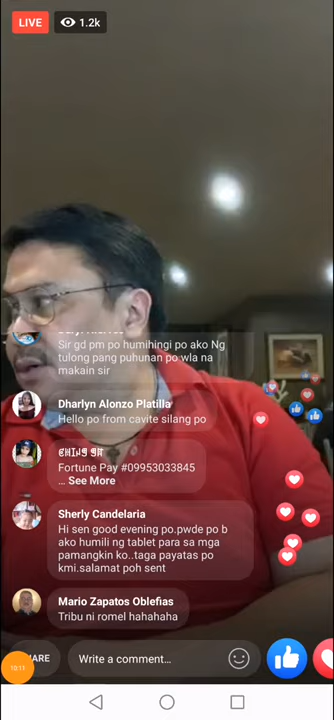 LIVE 1.2k
Sir gd pm po humihingi po ako Ng
tulong pang puhunan po wla na
makain sir
Dharlyn Alonzo Platilla
Hello po from cavite silang po
Fortune Pay #09953033845
... See More
Sherly Candelaria
Hi sen good evening po.pwde po b
ako humili ng tablet para sa mga
pamangkin ko..taga payatas po
kmi.salamat poh sent
Mario Zapatos Oblefias
Tribu ni romel hahahaha
10:11
ARE
Write a comment...